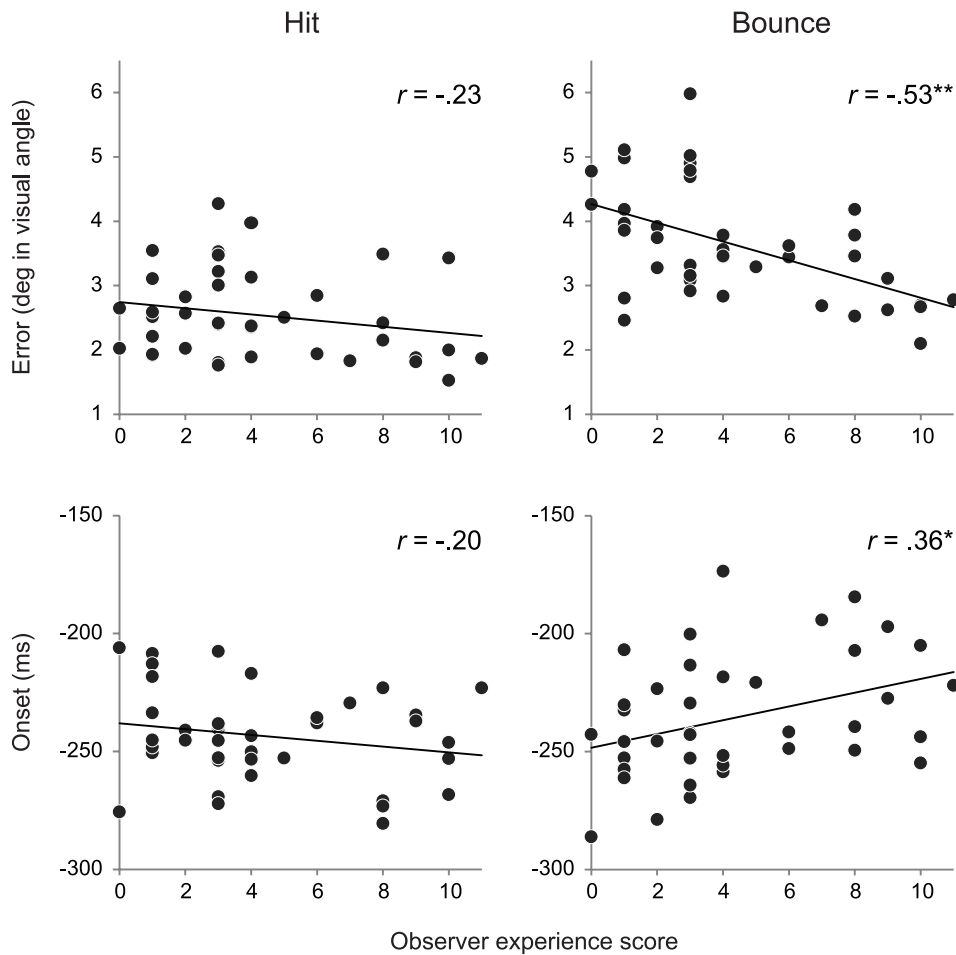 Hit
Bounce
Error (deg in visual angle)
r = -.23
6
5
4
3
2
1
0 2 4 6 8 10
r = -.53**
6
5
4
3
2
1
0 2 4 6 8 10
Onset (ms)
r = -.20
-150
-200
-250
-300
0 2 4 6 8 10
r = .36*
-150
-200
-250
-300
0 2 4 6 8 10
Observer experience score